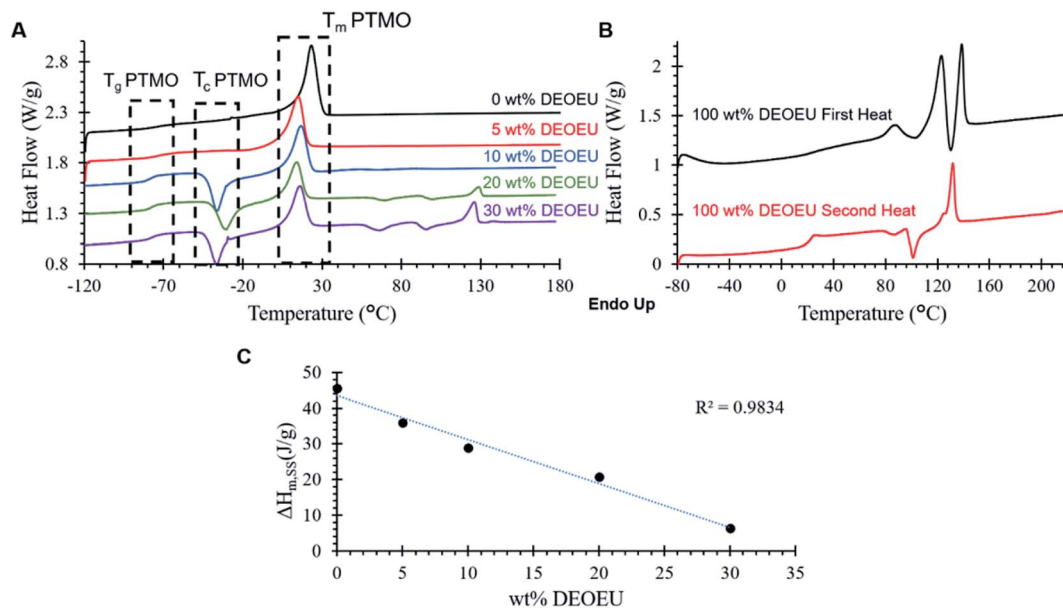 A
T_m PTMO
T_g PTMO
T_c PTMO
Heat Flow (W/g)
2.8
2.3
1.8
1.3
0.8
0 wt% DEOEU
5 wt% DEOEU
10 wt% DEOEU
20 wt% DEOEU
30 wt% DEOEU
-120 -70 -20 30 80 130 180
Temperature (°C)
Endo Up
B
Heat Flow (W/g)
2
1.5
1
0.5
0
100 wt% DEOEU First Heat
100 wt% DEOEU Second Heat
-80 -40 0 40 80 120 160 200
Temperature (°C)
C
ΔH_m,SS(J/g)
50
40
30
20
10
0
R² = 0.9834
0 5 10 15 20 25 30 35
wt% DEOEU